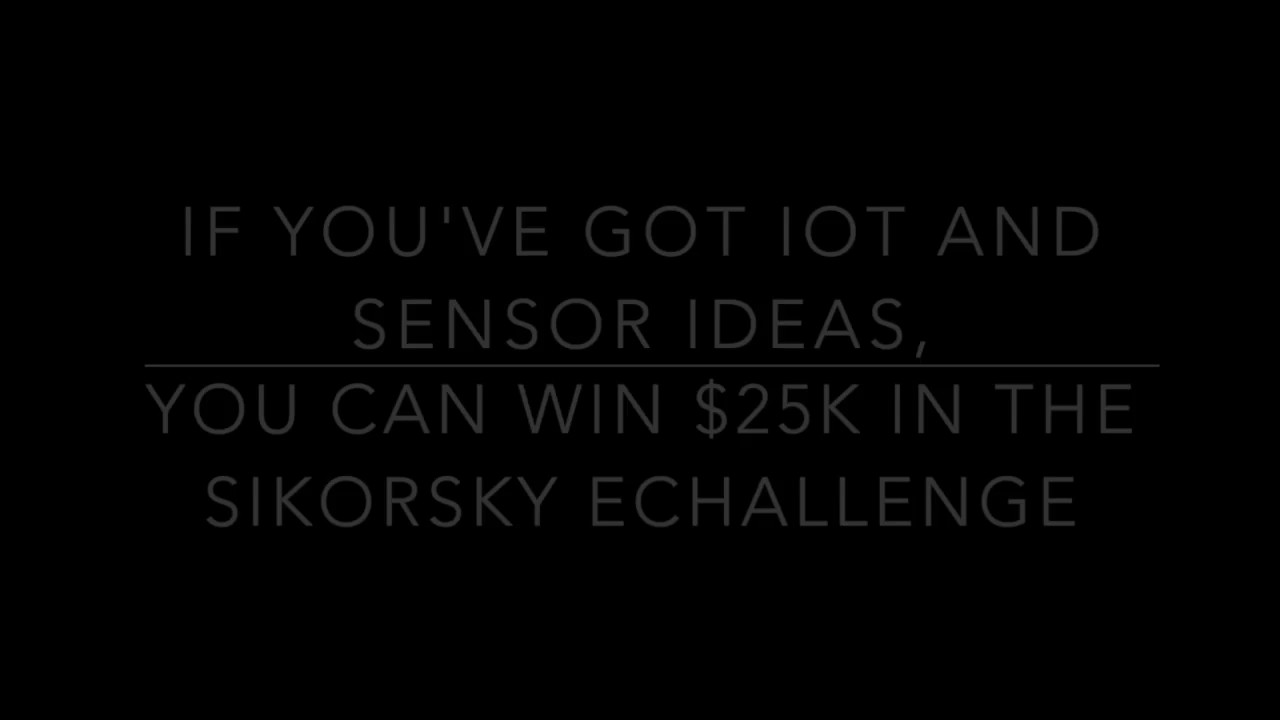 IF YOU'VE GOT IOT AND
SENSOR IDEAS,
YOU CAN WIN $25K IN THE
SIKORSKY ECHALLENGE